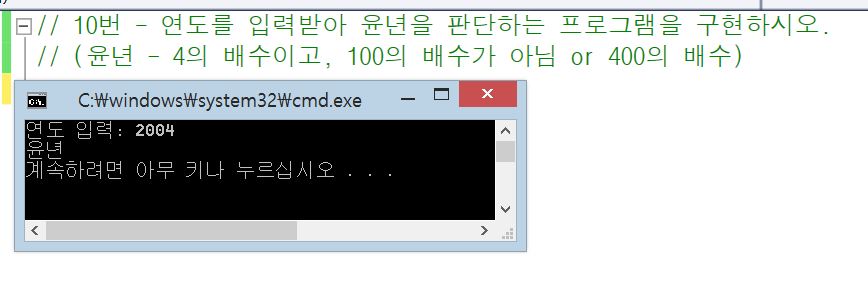 // 10번 - 연도를 입력받아 윤년을 판단하는 프로그램을 구현하시오.
// (윤년 - 4의 배수이고, 100의 배수가 아님 or 400의 배수)
C:\windows\system32\cmd.exe
연도 입력: 2004
윤년
계속하려면 아무 키나 누르십시오 . . .